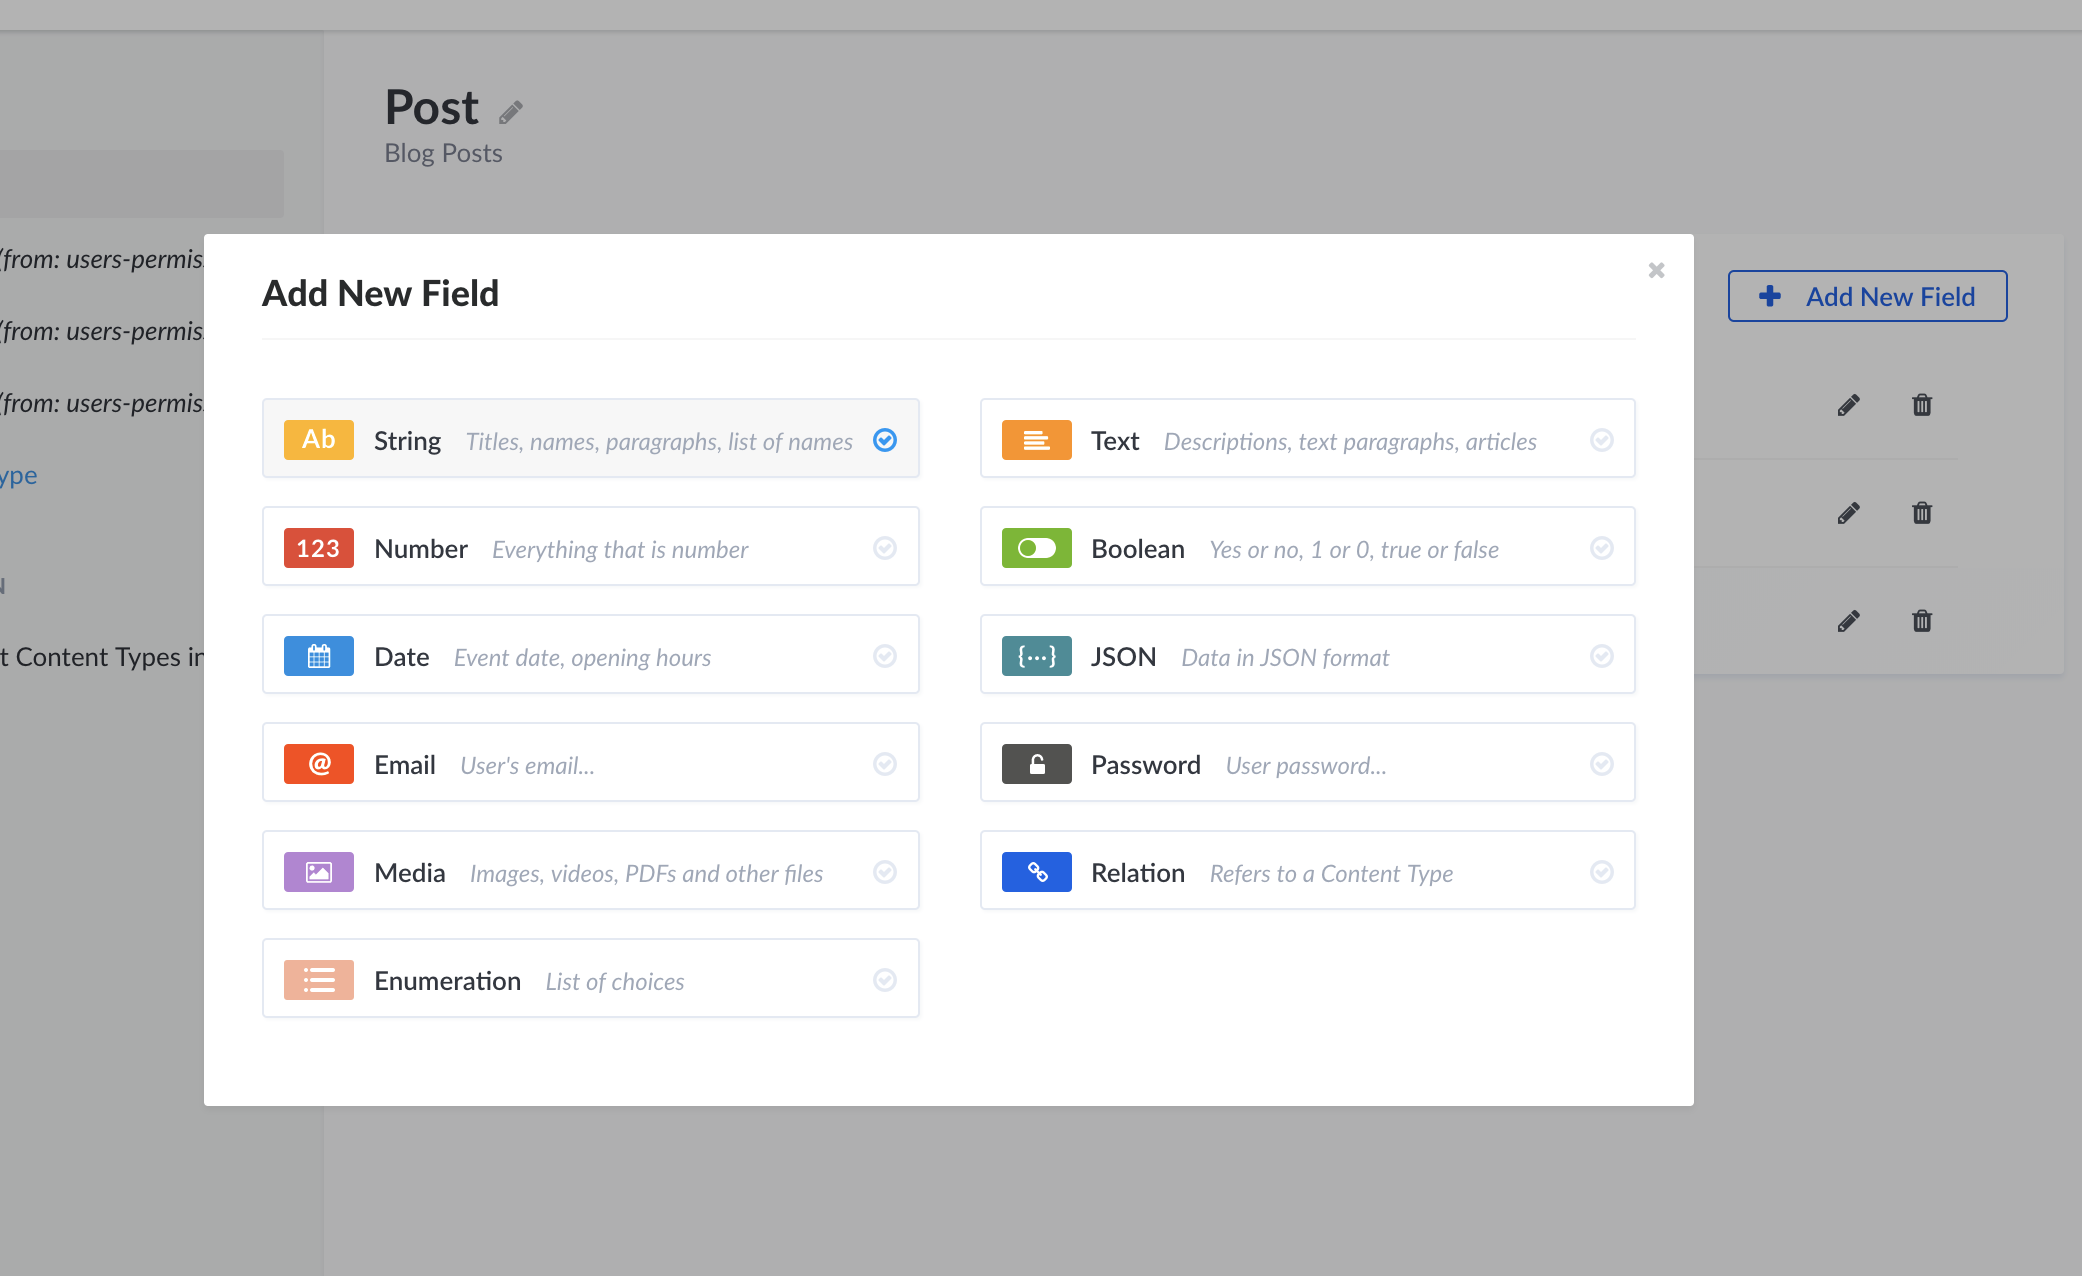 Post
Blog Posts
(from: users-permis
(from: users-permis
(from: users-permis
ype
N
t Content Types in
Add New Field
Add New Field
Ab String Titles, names, paragraphs, list of names
Text Descriptions, text paragraphs, articles
123 Number Everything that is number
Boolean Yes or no, 1 or 0, true or false
Date Event date, opening hours
{...} JSON Data in JSON format
@ Email User's email...
Password User password...
Media Images, videos, PDFs and other files
Relation Refers to a Content Type
Enumeration List of choices